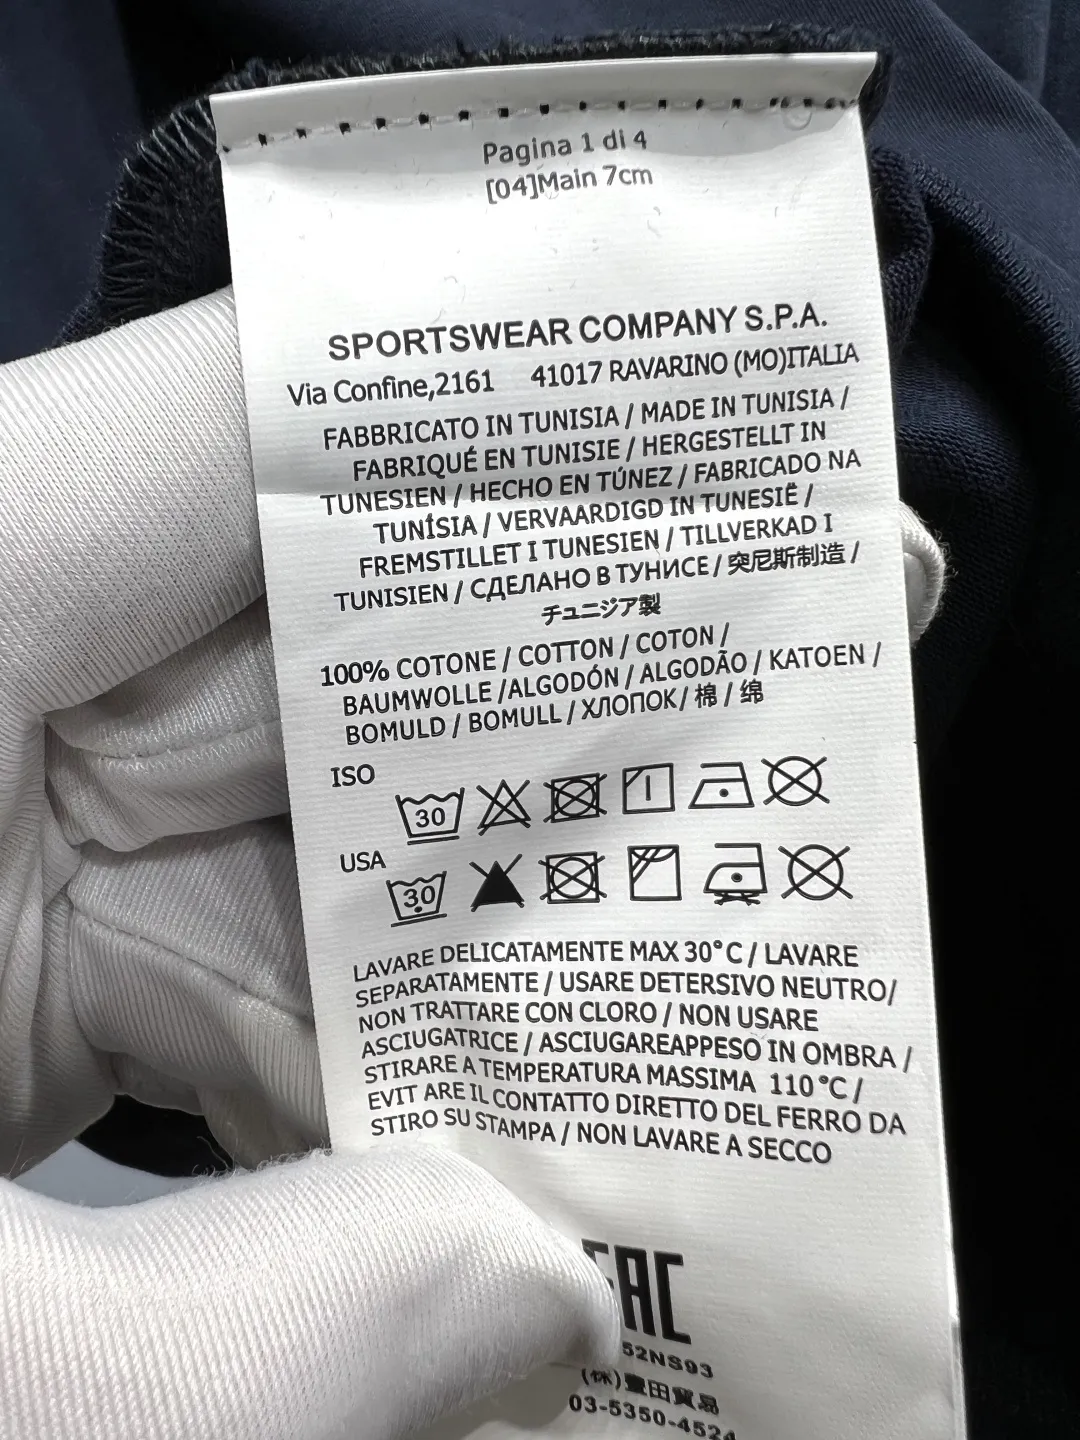 Pagina 1 di 4
[04]Main 7cm
SPORTSWEAR COMPANY S.P.A.
Via Confine,2161 41017 RAVARINO (MO)ITALIA
FABBRICATO IN TUNISIA / MADE IN TUNISIA /
FABRIQUÉ EN TUNISIE / HERGESTELLT IN
TUNESIEN / HECHO EN TÚNEZ / FABRICADO NA
TUNÍSIA / VERVAARDIGD IN TUNESIË /
FREMSTILLET I TUNESIEN / TILLVERKAD I
TUNISIEN / СДЕЛАНО В ТУНИСЕ / 突尼斯制造 /
チュニジア製
100% COTONE / COTTON / COTON /
BAUMWOLLE /ALGODÓN / ALGODÃO / KATOEN /
BOMULD / BOMULL / ХЛОПОК / 棉 / 绵
ISO
30
USA
30
LAVARE DELICATAMENTE MAX 30°C / LAVARE
SEPARATAMENTE / USARE DETERSIVO NEUTRO/
NON TRATTARE CON CLORO / NON USARE
ASCIUGATRICE / ASCIUGAREAPPESO IN OMBRA /
STIRARE A TEMPERATURA MASSIMA 110°C /
EVIT ARE IL CONTATTO DIRETTO DEL FERRO DA
STIRO SU STAMPA / NON LAVARE A SECCO
EAC
52NS93
(株)豊田貿易
03-5350-4524